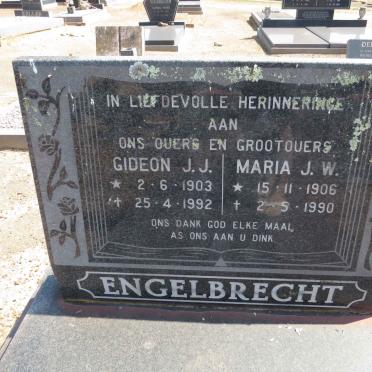 IN LIEFDEVOLLE HERINNERINGE
AAN
ONS OUERS EN GROOTOUERS
GIDEON J.J.
* 2-6-1903
† 25-4-1992
MARIA J.W.
* 15-11-1906
† 2-5-1990
ONS DANK GOD ELKE MAAL
AS ONS AAN U DINK
ENGELBRECHT